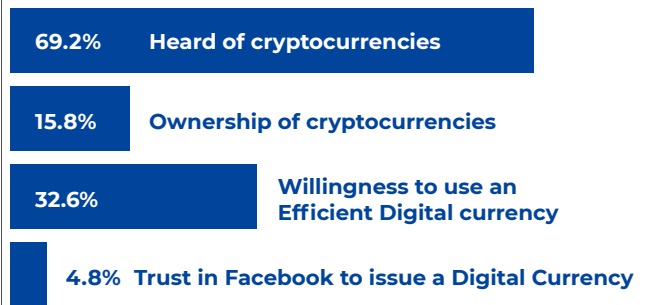 69.2% Heard of cryptocurrencies
15.8% Ownership of cryptocurrencies
32.6% Willingness to use an
Efficient Digital currency
4.8% Trust in Facebook to issue a Digital Currency